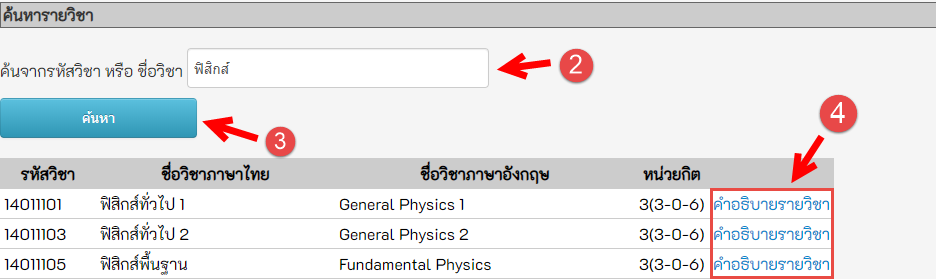 ค้นหารายวิชา
ค้นจากรหัสวิชา หรือ ชื่อวิชา ฟิสิกส์ 2
ค้นหา 3 4
รหัสวิชา ชื่อวิชาภาษาไทย ชื่อวิชาภาษาอังกฤษ หน่วยกิต
14011101 ฟิสิกส์ทั่วไป 1 General Physics 1 3(3-0-6) คำอธิบายรายวิชา
14011103 ฟิสิกส์ทั่วไป 2 General Physics 2 3(3-0-6) คำอธิบายรายวิชา
14011105 ฟิสิกส์พื้นฐาน Fundamental Physics 3(3-0-6) คำอธิบายรายวิชา